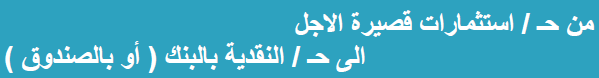 من حـ / استثمارات قصيرة الاجل
الى حـ / النقدية بالبنك ( أو بالصندوق )